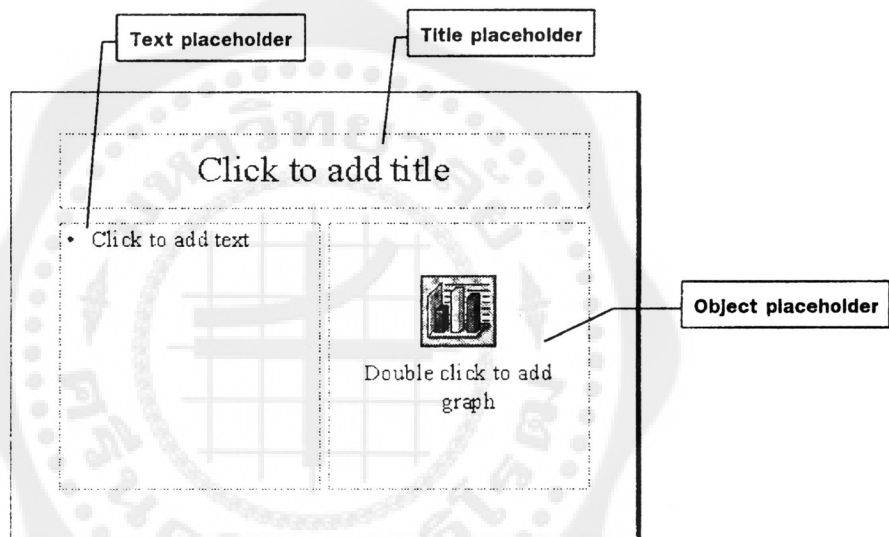 Text placeholder
Title placeholder
Click to add title
• Click to add text
Object placeholder
Double click to add
graph